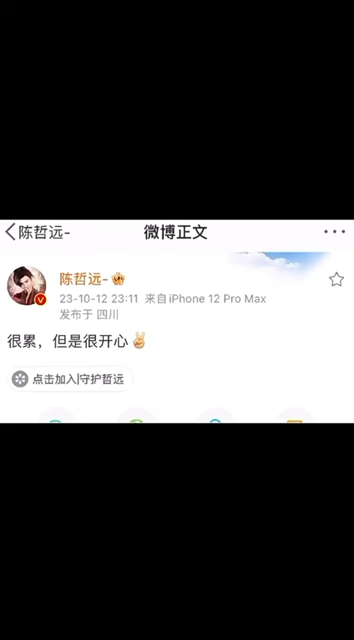 陈哲远-
微博正文
陈哲远-
23-10-12 23:11 来自iPhone 12 Pro Max
发布于 四川
很累，但是很开心✌🏻
点击加入|守护哲远